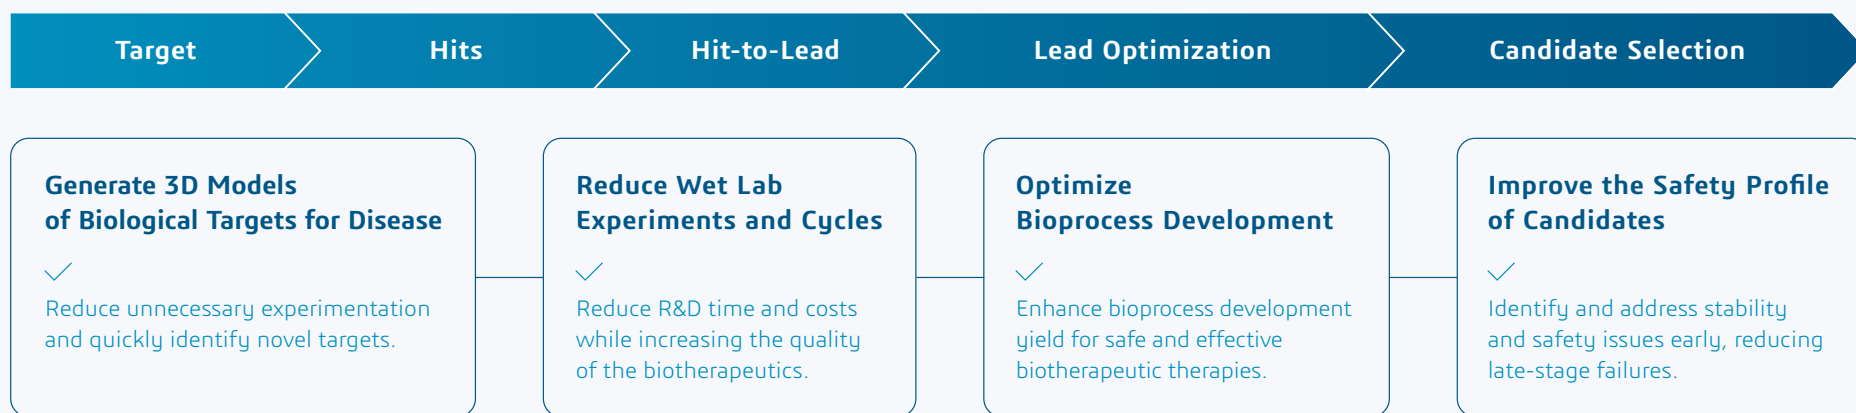 Target
Hits
Hit-to-Lead
Lead Optimization
Candidate Selection
Generate 3D Models
of Biological Targets for Disease
Reduce unnecessary experimentation
and quickly identify novel targets.
Reduce Wet Lab
Experiments and Cycles
Reduce R&D time and costs
while increasing the quality
of the biotherapeutics.
Optimize
Bioprocess Development
Enhance bioprocess development
yield for safe and effective
biotherapeutic therapies.
Improve the Safety Profile
of Candidates
Identify and address stability
and safety issues early, reducing
late-stage failures.